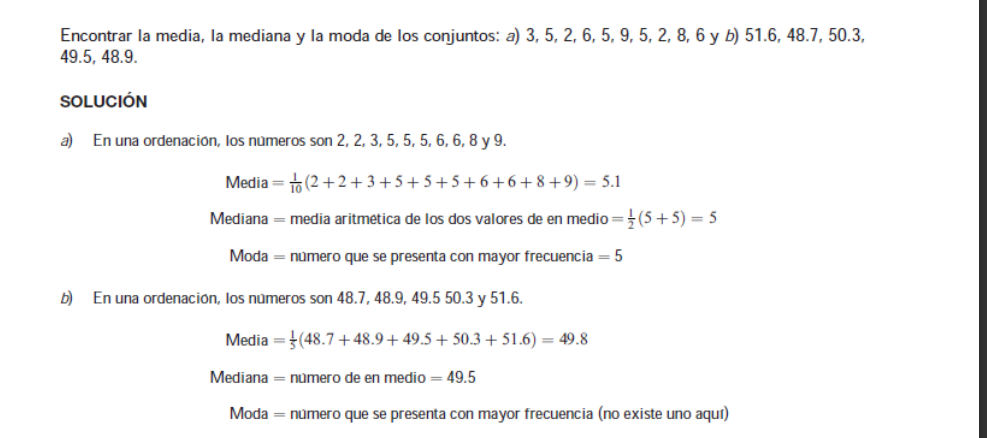 Encontrar la media, la mediana y la moda de los conjuntos: a) 3, 5, 2, 6, 5, 9, 5, 2, 8, 6 y b) 51.6, 48.7, 50.3,
49.5, 48.9.
SOLUCIÓN
a) En una ordenación, los números son 2, 2, 3, 5, 5, 5, 6, 6, 8 y 9.
Media = 1/10 (2 + 2 + 3 + 5 + 5 + 5 + 6 + 6 + 8 + 9) = 5.1
Mediana = media aritmética de los dos valores de en medio = 1/2 (5 + 5) = 5
Moda = número que se presenta con mayor frecuencia = 5
b) En una ordenación, los números son 48.7, 48.9, 49.5 50.3 y 51.6.
Media = 1/5 (48.7 + 48.9 + 49.5 + 50.3 + 51.6) = 49.8
Mediana = número de en medio = 49.5
Moda = número que se presenta con mayor frecuencia (no existe uno aquí)